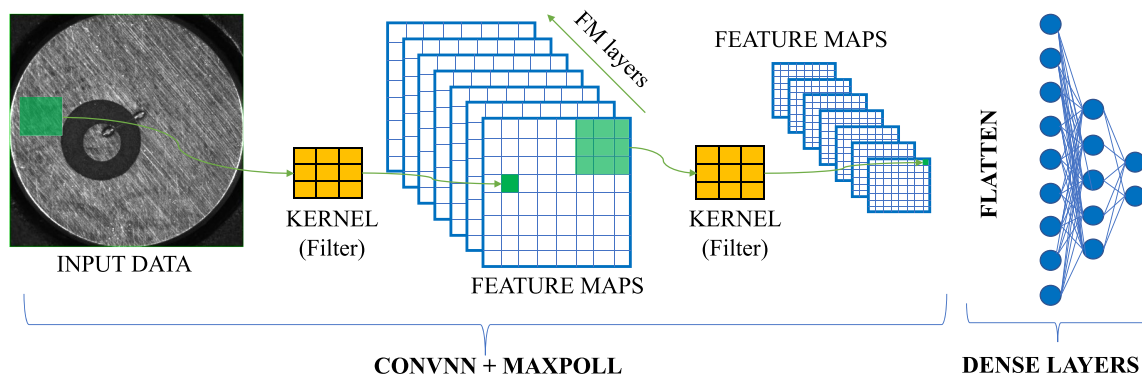 INPUT DATA
KERNEL
(Filter)
FM layers
FEATURE MAPS
KERNEL
(Filter)
FEATURE MAPS
FLATTEN
CONVNN + MAXPOLL
DENSE LAYERS